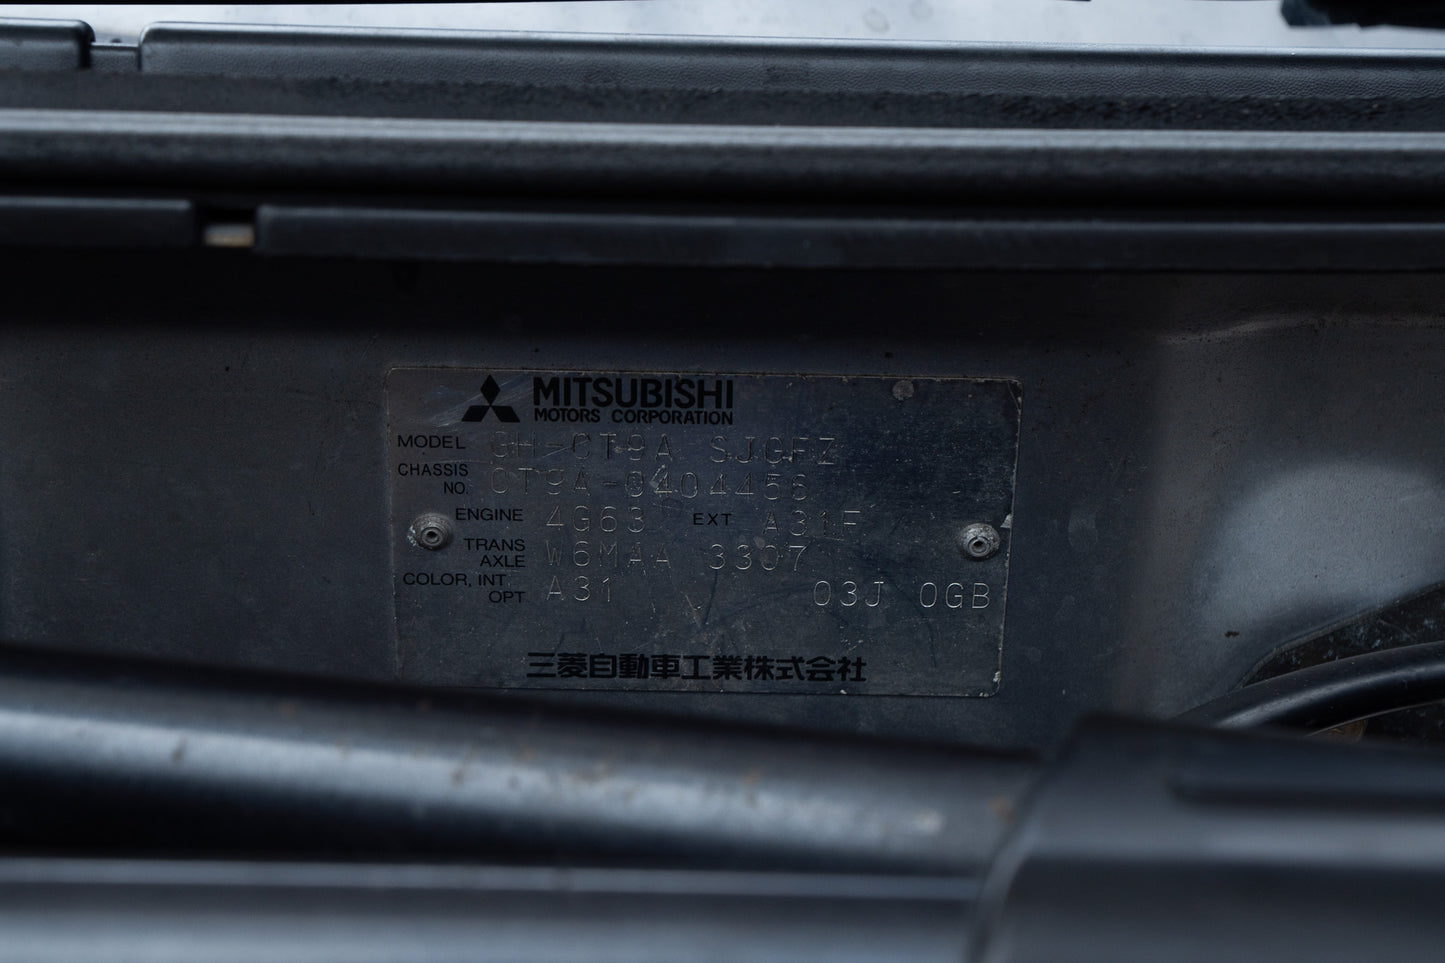 MITSUBISHI
MOTORS CORPORATION
MODEL GH-CT9A SJGFZ
CHASSIS NO. CT9A-0404456
ENGINE 4G63 EXT A31F
TRANS AXLE W6MAA 3307
COLOR, INT OPT A31 03J 0GB
三菱自動車工業株式会社